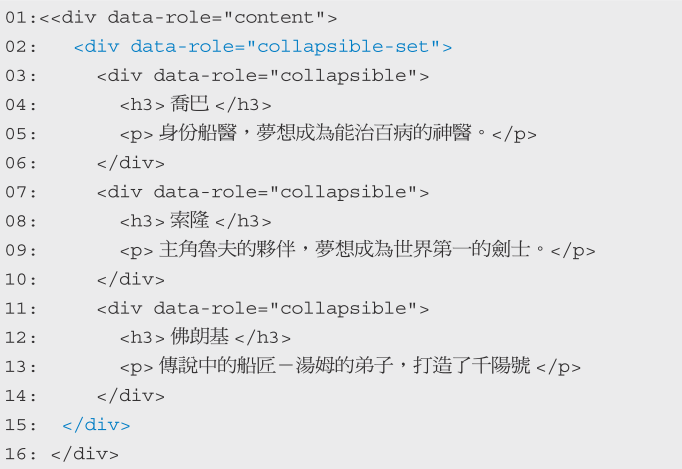 01:<<div data-role="content">
02:   <div data-role="collapsible-set">
03:     <div data-role="collapsible">
04:       <h3> 喬巴 </h3>
05:       <p> 身份船醫，夢想成為能治百病的神醫。</p>
06:     </div>
07:     <div data-role="collapsible">
08:       <h3> 索隆 </h3>
09:       <p> 主角魯夫的夥伴，夢想成為世界第一的劍士。</p>
10:     </div>
11:     <div data-role="collapsible">
12:       <h3> 佛朗基 </h3>
13:       <p> 傳說中的船匠－湯姆的弟子，打造了千陽號 </p>
14:     </div>
15:  </div>
16: </div>